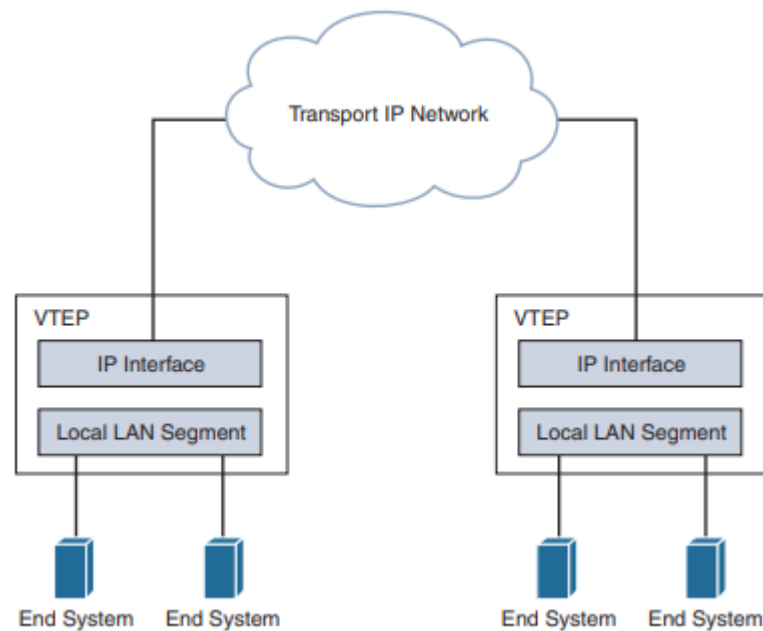 Transport IP Network
VTEP
IP Interface
Local LAN Segment
End System
End System
VTEP
IP Interface
Local LAN Segment
End System
End System